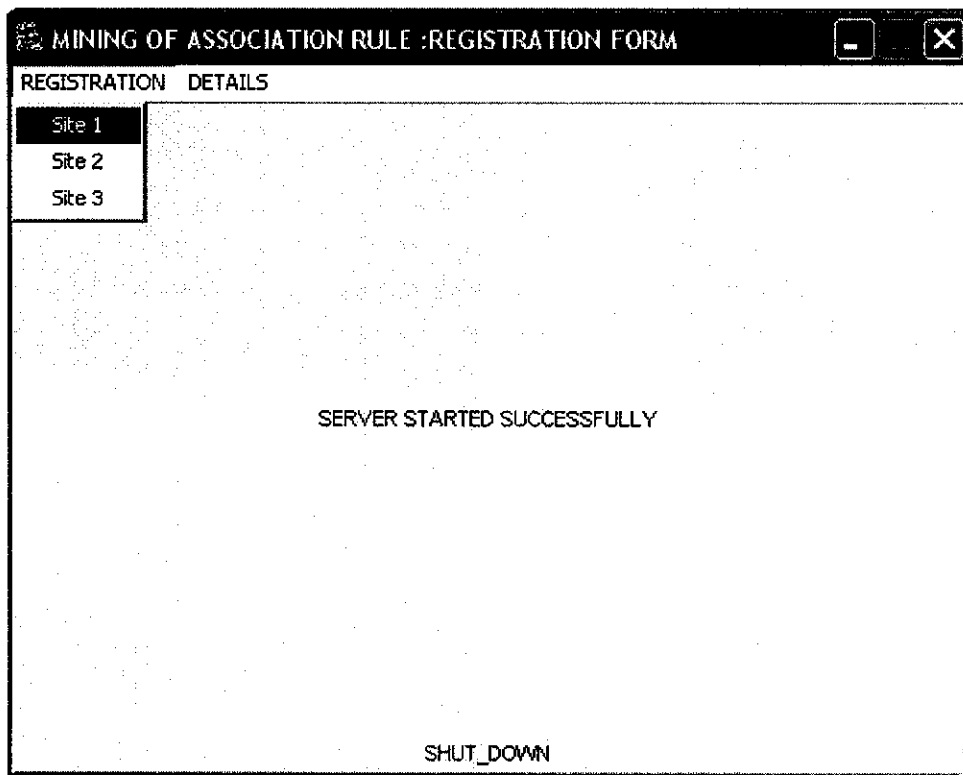 MINING OF ASSOCIATION RULE :REGISTRATION FORM
REGISTRATION DETAILS
Site 1
Site 2
Site 3
SERVER STARTED SUCCESSFULLY
SHUT_DOWN